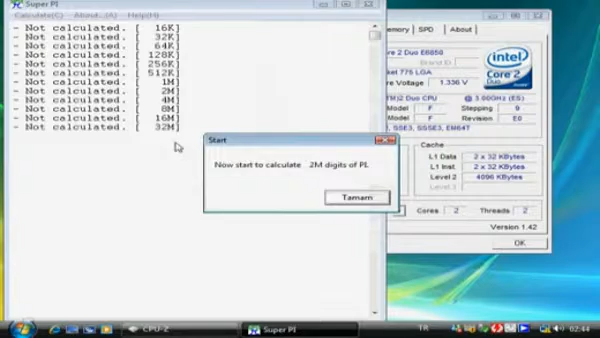 Super PI
Calculate(C) About...(A) Help(H)
- Not calculated. [ 16K]
- Not calculated. [ 32K]
- Not calculated. [ 64K]
- Not calculated. [ 128K]
- Not calculated. [ 256K]
- Not calculated. [ 512K]
- Not calculated. [ 1M]
- Not calculated. [ 2M]
- Not calculated. [ 4M]
- Not calculated. [ 8M]
- Not calculated. [ 16M]
- Not calculated. [ 32M]
Start
Now start to calculate 2M digits of PI.
Tamam
emory SPD About
e 2 Duo E6850
Brand ID
ket 775 LGA
re Voltage 1.336 V
intel
Core 2
Duo
TM)2 Duo CPU @ 3.00GHz (ES)
Model F Stepping 9
Model F Revision E0
SSE3, SSSE3, EM64T
Cache
L1 Data 2 x 32 KBytes
L1 Inst. 2 x 32 KBytes
Level 2 4096 KBytes
Level 3
Cores 2 Threads 2
Version 1.42
OK
CPU-Z
Super PI
TR
02:44